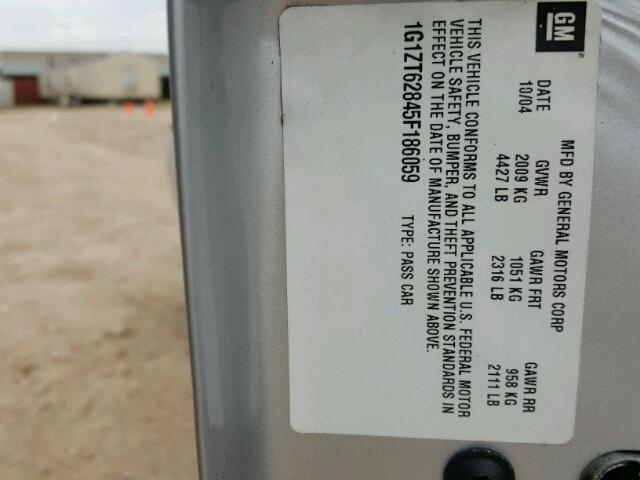 GM
MFD BY GENERAL MOTORS CORP
DATE GVWR GAWR FRT GAWR RR
10/04 2009 KG 1051 KG 958 KG
4427 LB 2316 LB 2111 LB
THIS VEHICLE CONFORMS TO ALL APPLICABLE U.S. FEDERAL MOTOR
VEHICLE SAFETY, BUMPER, AND THEFT PREVENTION STANDARDS IN
EFFECT ON THE DATE OF MANUFACTURE SHOWN ABOVE.
1G1ZT62845F186059 TYPE: PASS CAR